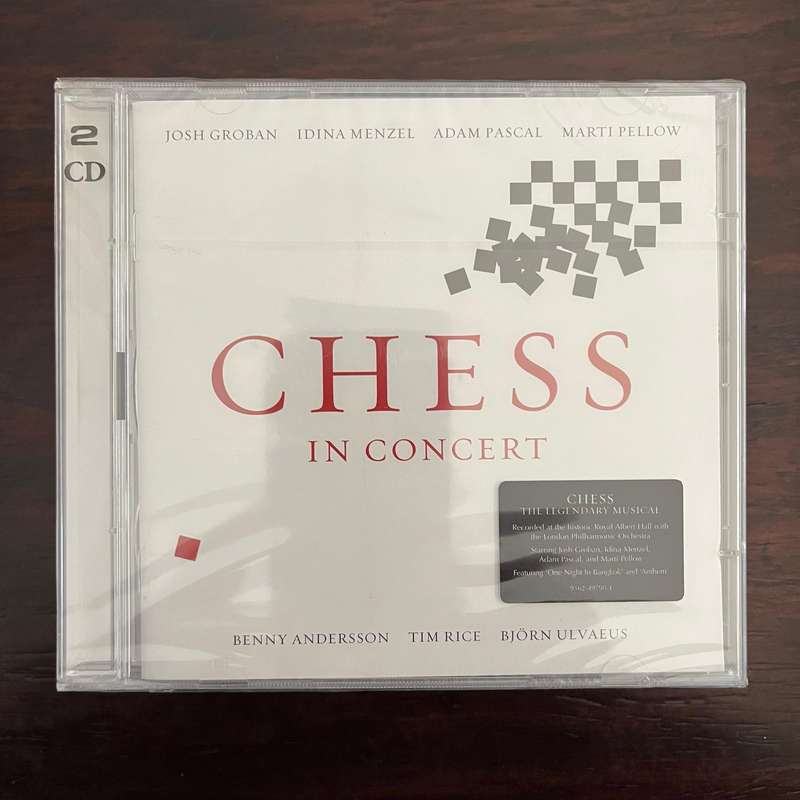 2
CD
JOSH GROBAN IDINA MENZEL ADAM PASCAL MARTI PELLOW
CHESS
IN CONCERT
CHESS
THE LEGENDARY MUSICAL
Recorded at the historic Royal Albert Hall with
the London Philharmonic Orchestra
Starring Josh Groban, Idina Menzel,
Adam Pascal, and Marti Pellow
Featuring "One Night In Bangkok" and "Anthem"
BENNY ANDERSSON TIM RICE BJÖRN ULVAEUS